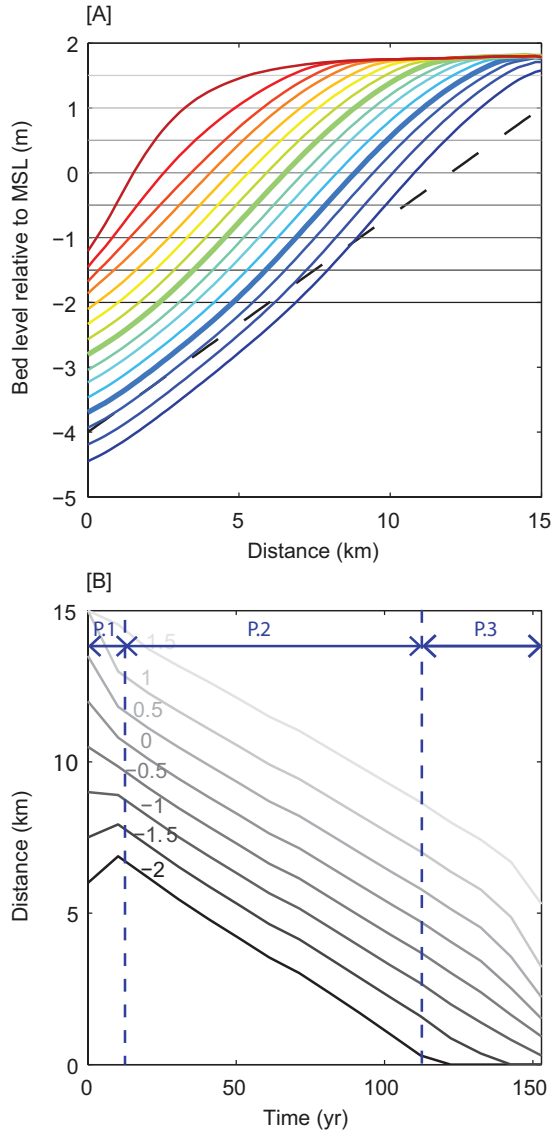 [A]
2
1
0
−1
−2
−3
−4
−5
Bed level relative to MSL (m)
0 5 10 15
Distance (km)
[B]
15
10
5
0
Distance (km)
P.1 P.2 P.3
1.5
1
0.5
0
−0.5
−1
−1.5
−2
0 50 100 150
Time (yr)